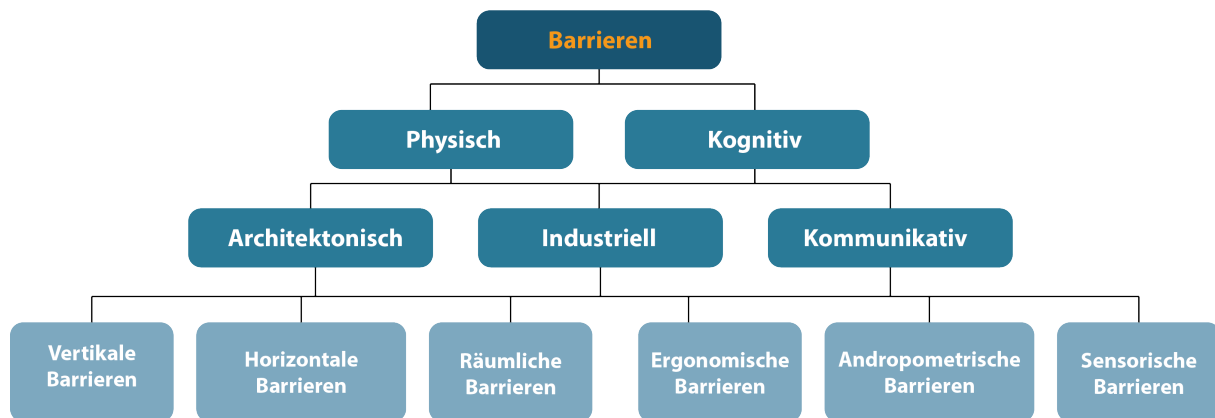 Barrieren
Physisch
Kognitiv
Architektonisch
Industriell
Kommunikativ
Vertikale
Barrieren
Horizontale
Barrieren
Räumliche
Barrieren
Ergonomische
Barrieren
Andropometrische
Barrieren
Sensorische
Barrieren